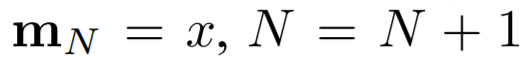 m_N = x, N = N + 1